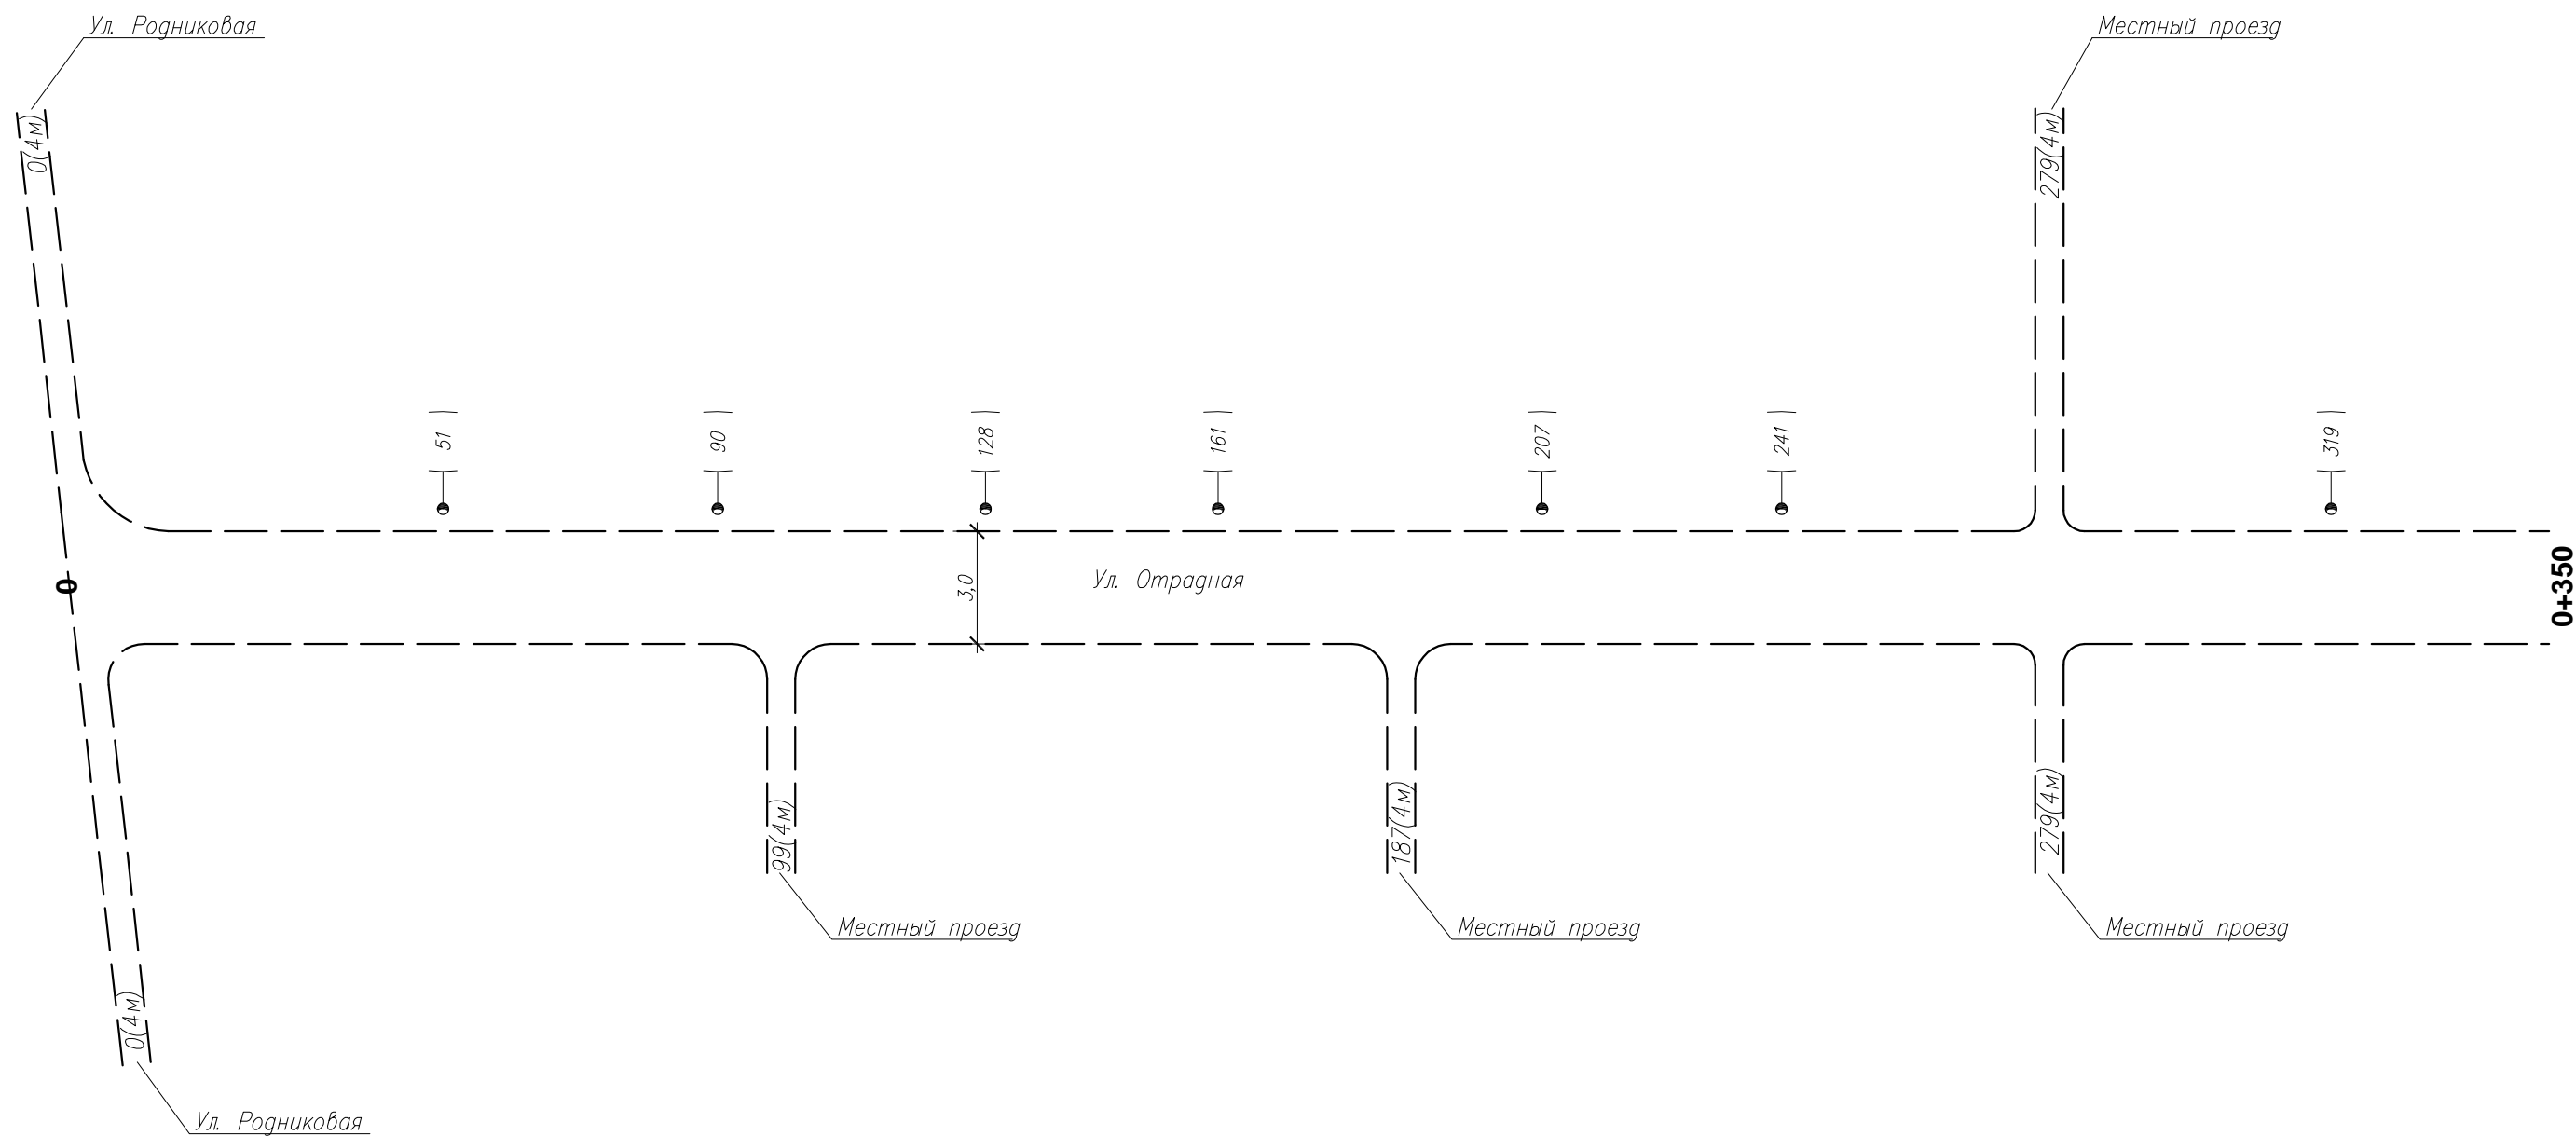 Ул. Родниковая
Местный проезд
0(4м)
279(4м)
51
90
128
161
207
241
319
0
3,0
Ул. Отрадная
0+350
99(4м)
187(4м)
279(4м)
Местный проезд
Местный проезд
Местный проезд
0(4м)
Ул. Родниковая